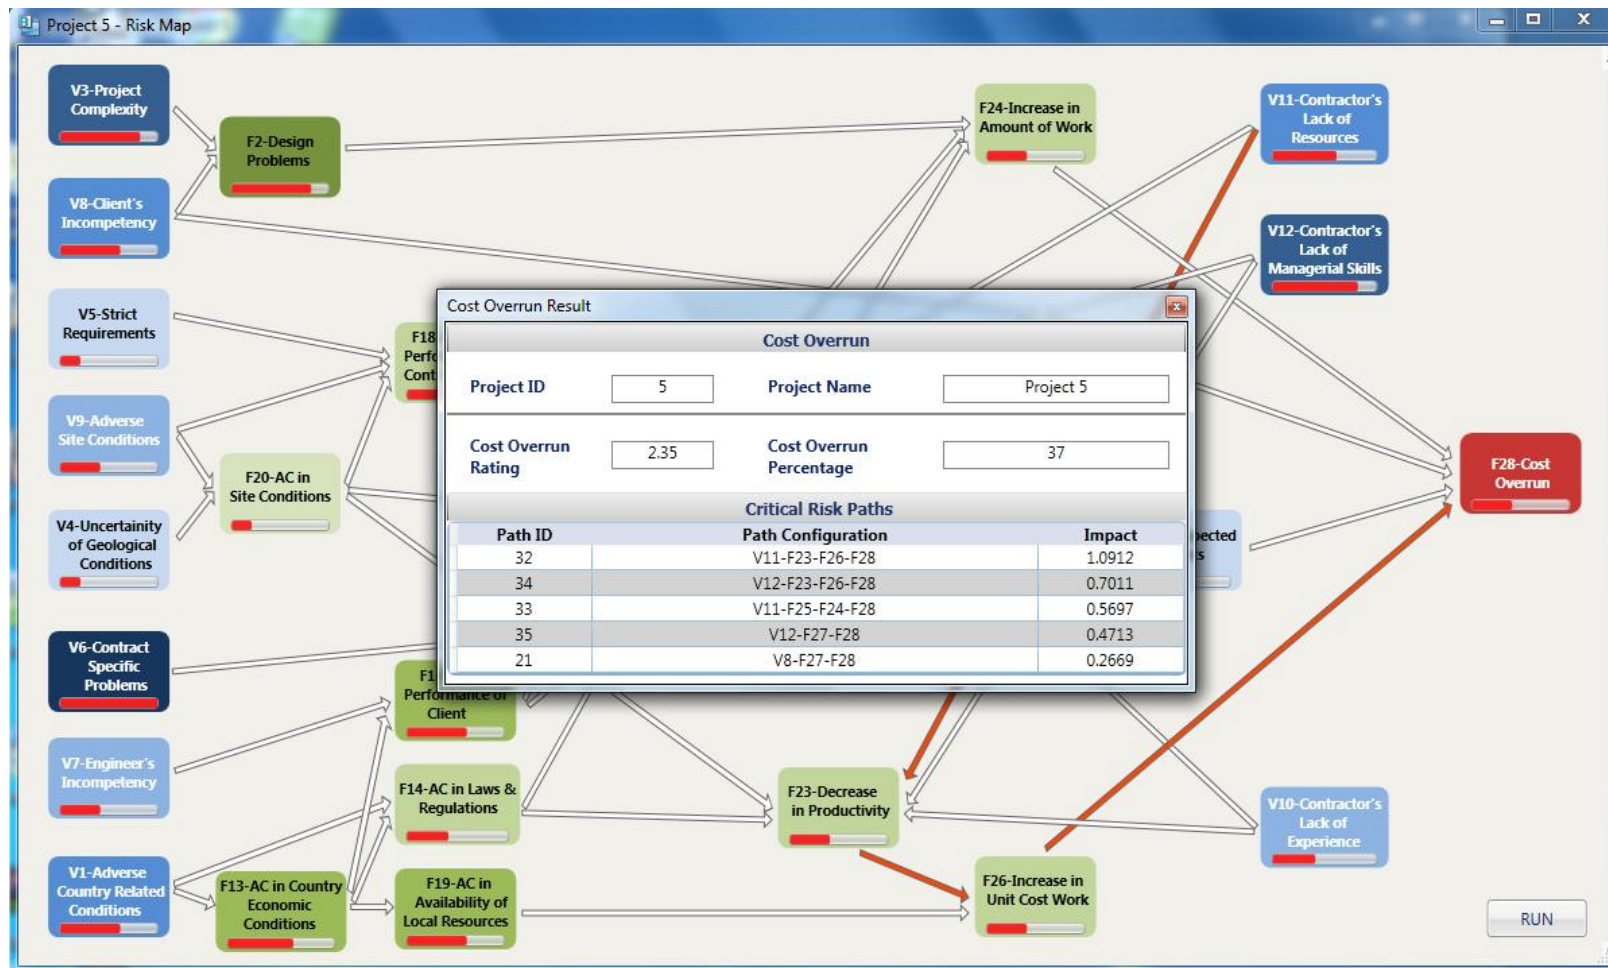 Project 5 - Risk Map
V3-Project
Complexity
F2-Design
Problems
V8-Client's
Incompetency
V5-Strict
Requirements
V9-Adverse
Site Conditions
F20-AC in
Site Conditions
V4-Uncertainity
of Geological
Conditions
V6-Contract
Specific
Problems
V7-Engineer's
Incompetency
V1-Adverse
Country Related
Conditions
F13-AC in Country
Economic
Conditions
F18
Performance of
Client
F14-AC in Laws &
Regulations
F19-AC in
Availability of
Local Resources
F24-Increase in
Amount of Work
V11-Contractor's
Lack of
Resources
V12-Contractor's
Lack of
Managerial Skills
Cost Overrun Result
Cost Overrun
Project ID
5
Project Name
Project 5
Cost Overrun
Rating
2.35
Cost Overrun
Percentage
37
Critical Risk Paths
Path ID Path Configuration Impact
32 V11-F23-F26-F28 1.0912
34 V12-F23-F26-F28 0.7011
33 V11-F25-F24-F28 0.5697
35 V12-F27-F28 0.4713
21 V8-F27-F28 0.2669
F28-Cost
Overrun
F23-Decrease
in Productivity
F26-Increase in
Unit Cost Work
V10-Contractor's
Lack of
Experience
RUN